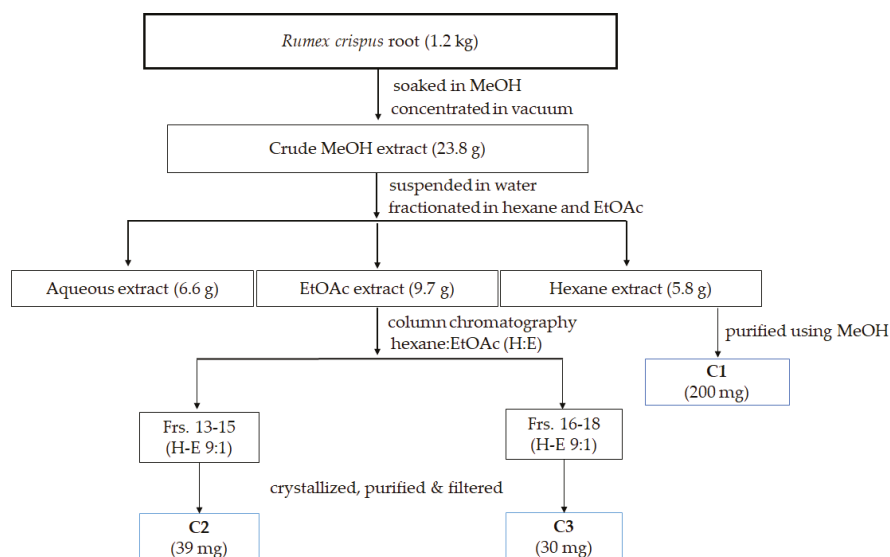 Rumex crispus root (1.2 kg)
soaked in MeOH
concentrated in vacuum
Crude MeOH extract (23.8 g)
suspended in water
fractionated in hexane and EtOAc
Aqueous extract (6.6 g)
EtOAc extract (9.7 g)
Hexane extract (5.8 g)
column chromatography
hexane:EtOAc (H:E)
purified using MeOH
C1
(200 mg)
Frs. 13-15
(H-E 9:1)
Frs. 16-18
(H-E 9:1)
crystallized, purified & filtered
C2
(39 mg)
C3
(30 mg)